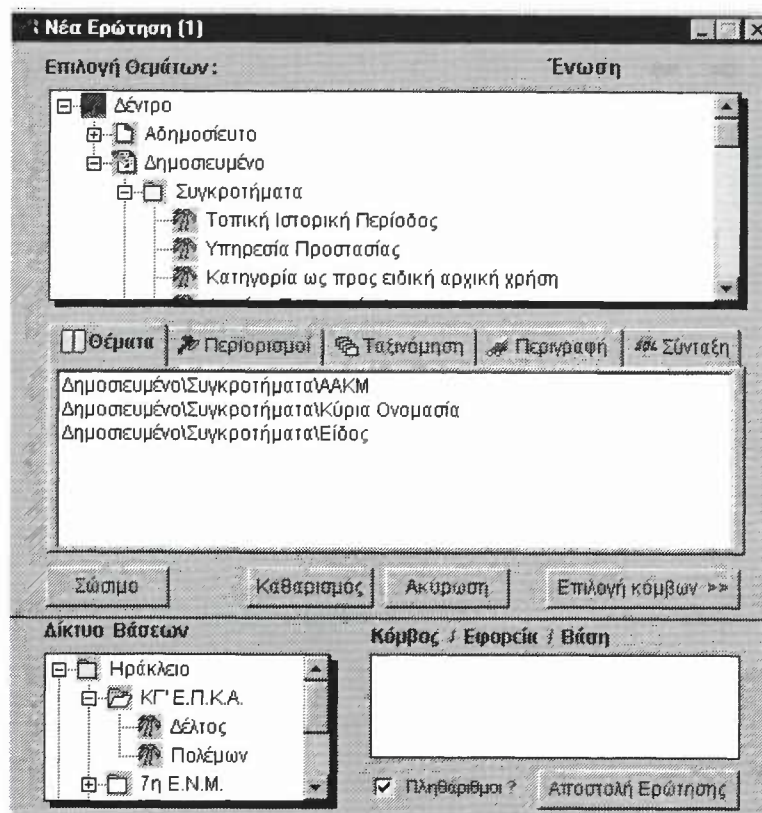 Νέα Ερώτηση (1)
Επιλογή Θεμάτων: Ένωση
Δέντρο
Αδημοσίευτο
Δημοσιευμένο
Συγκροτήματα
Τοπική Ιστορική Περίοδος
Υπηρεσία Προστασίας
Κατηγορία ως προς ειδική αρχική χρήση
Θέματα Περιορισμοί Ταξινόμηση Περιγραφή SQL Σύνταξη
Δημοσιευμένο\Συγκροτήματα\ΑΑΚΜ
Δημοσιευμένο\Συγκροτήματα\Κύρια Ονομασία
Δημοσιευμένο\Συγκροτήματα\Είδος
Σώσιμο Καθαρισμός Ακύρωση Επιλογή κόμβων >>
Δίκτυο Βάσεων Κόμβος / Εφορεία / Βάση
Ηράκλειο
ΚΓ' Ε.Π.Κ.Α.
Δέλτος
Πολέμων
7η Ε.Ν.Μ.
Πληθάριθμοι ? Αποστολή Ερώτησης